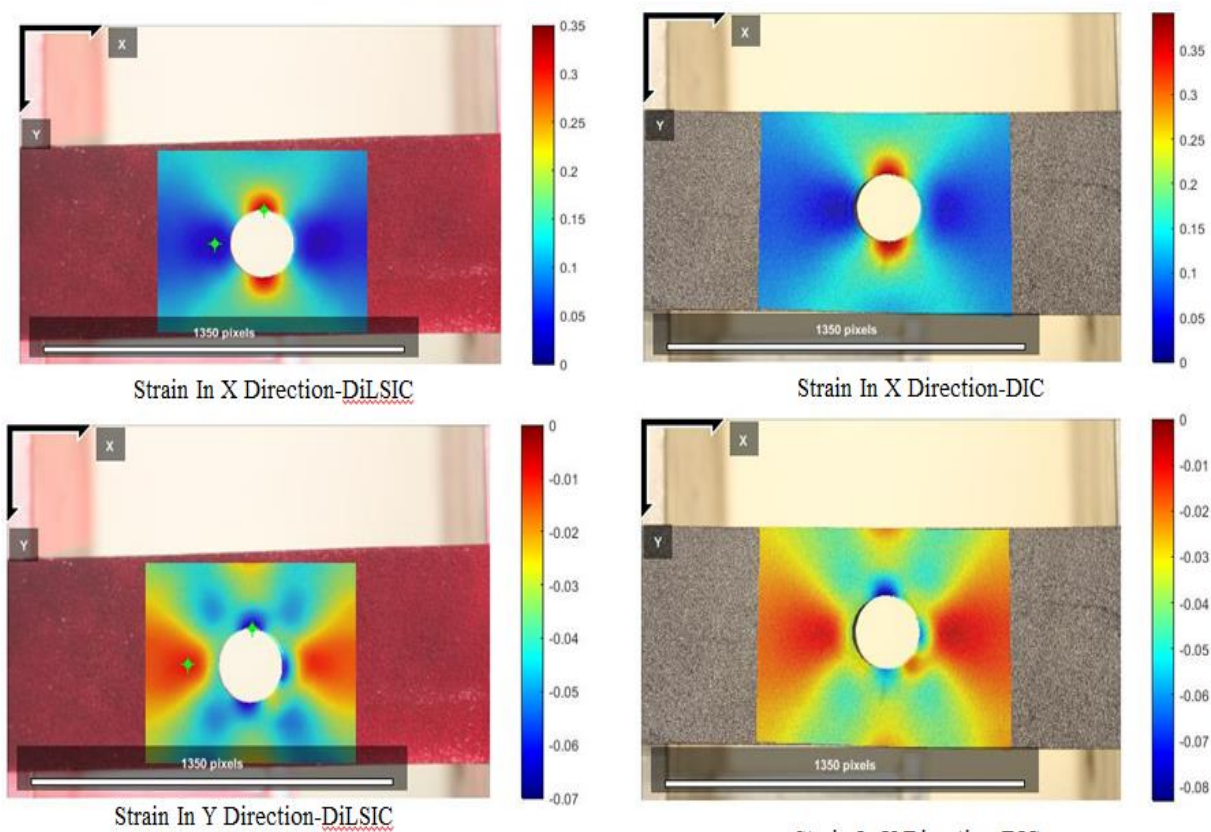 X
Y
0.35
0.3
0.25
0.2
0.15
0.1
0.05
0
1350 pixels
Strain In X Direction-DiLSIC
X
Y
0.35
0.3
0.25
0.2
0.15
0.1
0.05
0
1350 pixels
Strain In X Direction-DIC
X
Y
0
-0.01
-0.02
-0.03
-0.04
-0.05
-0.06
-0.07
1350 pixels
Strain In Y Direction-DiLSIC
X
Y
0
-0.01
-0.02
-0.03
-0.04
-0.05
-0.06
-0.07
-0.08
1350 pixels